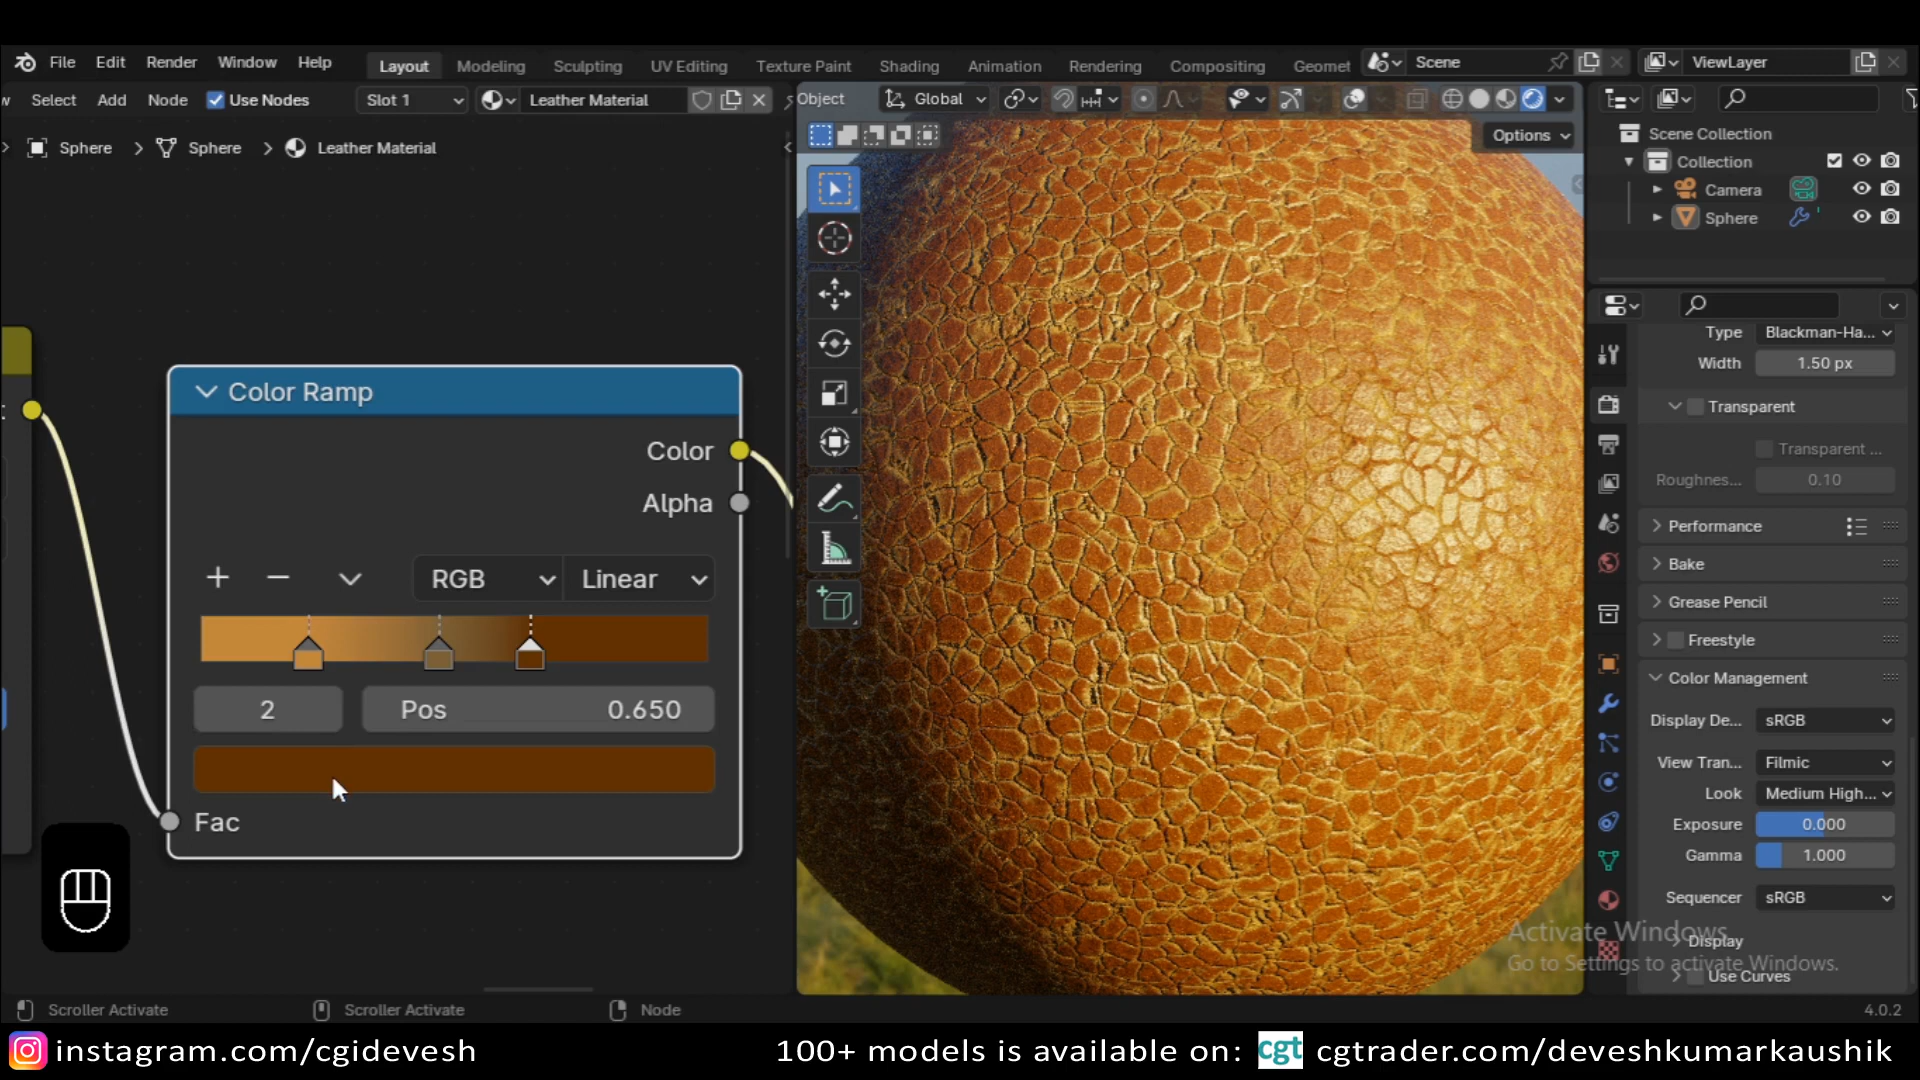 File Edit Render Window Help Layout Modeling Sculpting UV Editing Texture Paint Shading Animation Rendering Compositing Geomet Scene ViewLayer
Select Add Node Use Nodes Slot 1 Leather Material Object Global
Options
Sphere Sphere Leather Material
Scene Collection
Collection
Camera
Sphere
Color Ramp
Color
Alpha
RGB Linear
2 Pos 0.650
Fac
Type Blackman-Ha...
Width 1.50 px
Transparent
Transparent ...
Roughnes... 0.10
Performance
Bake
Grease Pencil
Freestyle
Color Management
Display De... sRGB
View Tran... Filmic
Look Medium High...
Exposure 0.000
Gamma 1.000
Sequencer sRGB
Display
Use Curves
Activate Windows
Go to Settings to activate Windows.
Scroller Activate Scroller Activate Node 4.0.2
instagram.com/cgidevesh 100+ models is available on: cgt cgtrader.com/deveshkumarkaushik